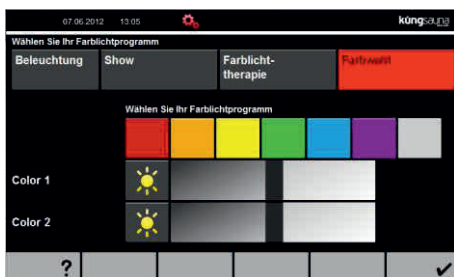 07.06.2012 13:05 küngsauna
Wählen Sie Ihr Farblichtprogramm
Beleuchtung Show Farblicht- Farbwahl
therapie
Wählen Sie Ihr Farblichtprogramm
Color 1
Color 2
?